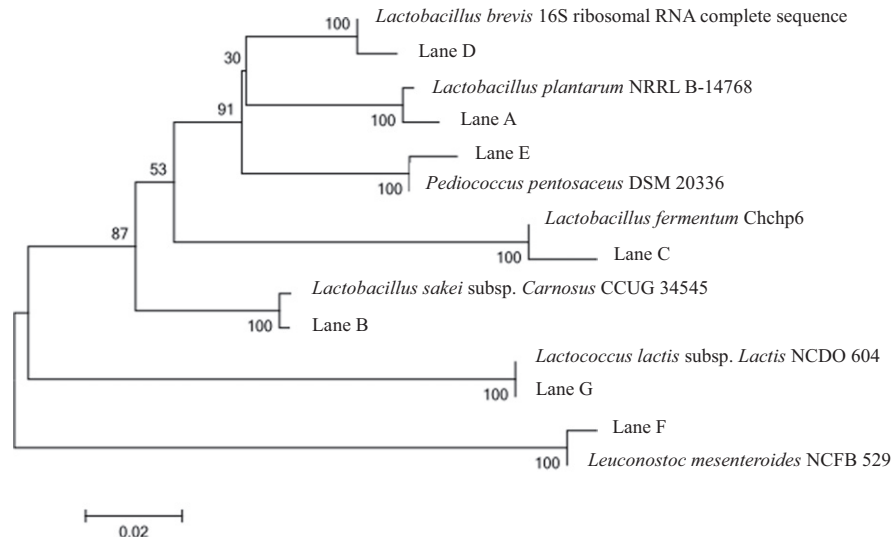 Lactobacillus brevis 16S ribosomal RNA complete sequence
100
Lane D
30
Lactobacillus plantarum NRRL B-14768
91
100
Lane A
Lane E
53
100
Pediococcus pentosaceus DSM 20336
Lactobacillus fermentum Chchp6
87
100
Lane C
Lactobacillus sakei subsp. Carnosus CCUG 34545
100
Lane B
Lactococcus lactis subsp. Lactis NCDO 604
100
Lane G
Lane F
100
Leuconostoc mesenteroides NCFB 529
0.02